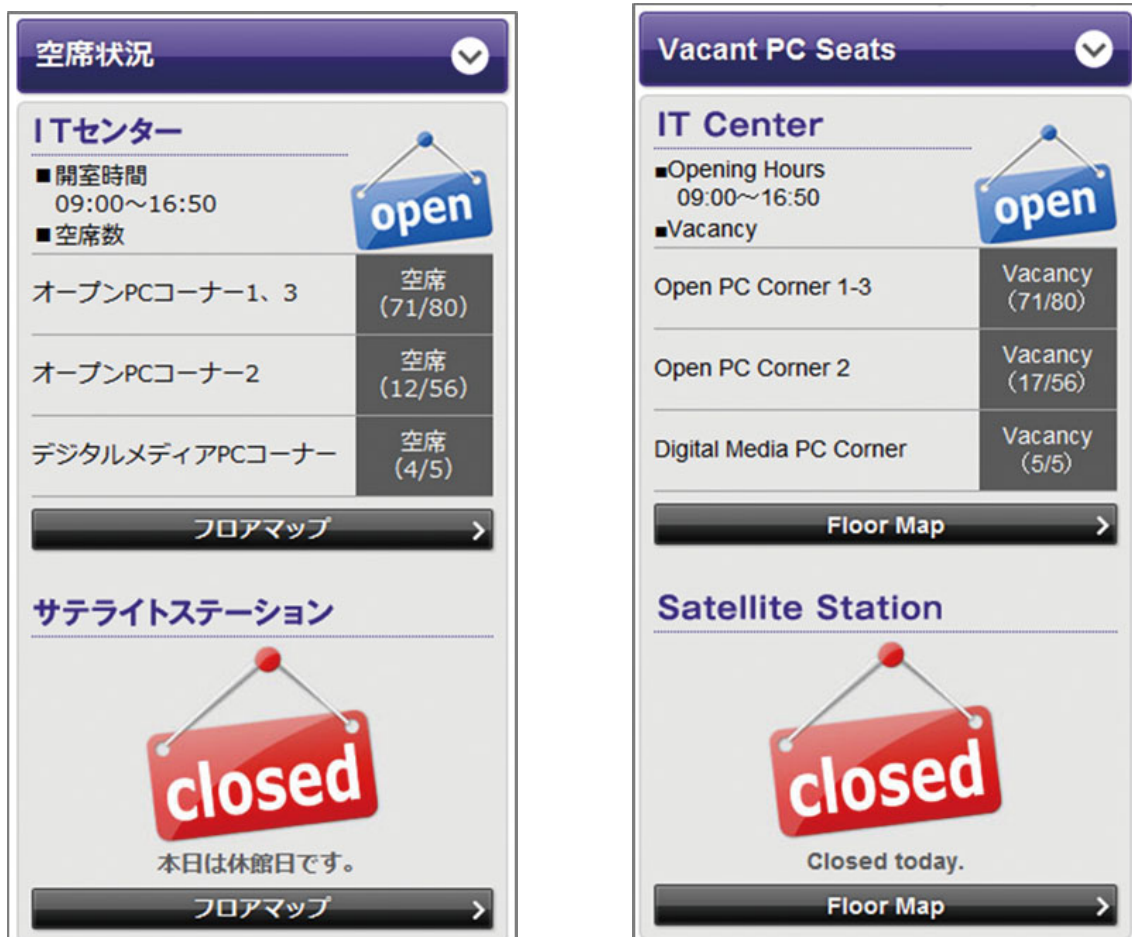 空席状況
ITセンター
■開室時間
09:00～16:50
■空席数
open
オープンPCコーナー1、3
空席
(71/80)
オープンPCコーナー2
空席
(12/56)
デジタルメディアPCコーナー
空席
(4/5)
フロアマップ
サテライトステーション
closed
本日は休館日です。
フロアマップ
Vacant PC Seats
IT Center
■Opening Hours
09:00～16:50
■Vacancy
open
Open PC Corner 1-3
Vacancy
(71/80)
Open PC Corner 2
Vacancy
(17/56)
Digital Media PC Corner
Vacancy
(5/5)
Floor Map
Satellite Station
closed
Closed today.
Floor Map